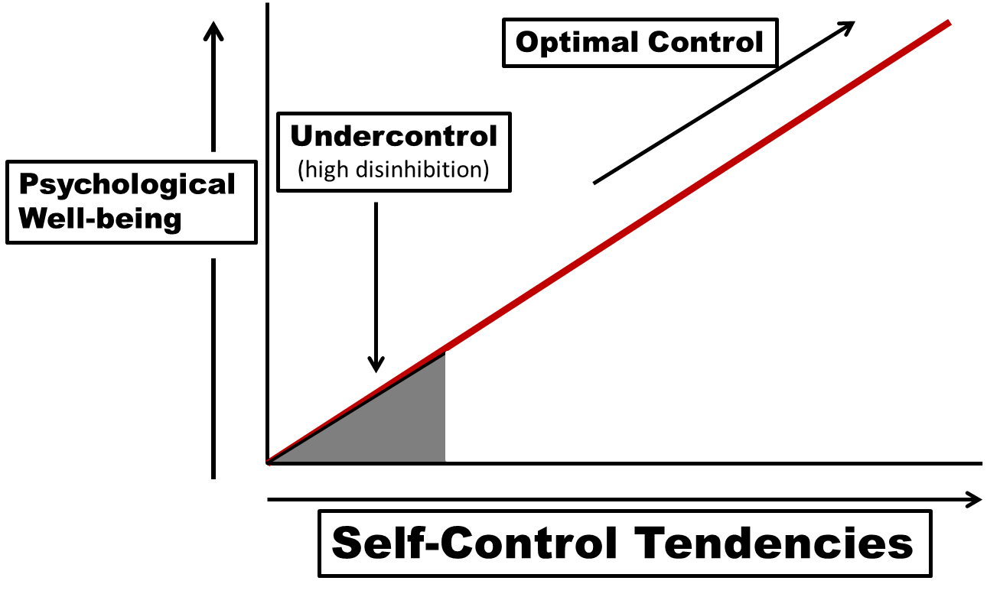 Optimal Control
Undercontrol
(high disinhibition)
Psychological
Well-being
Self-Control Tendencies